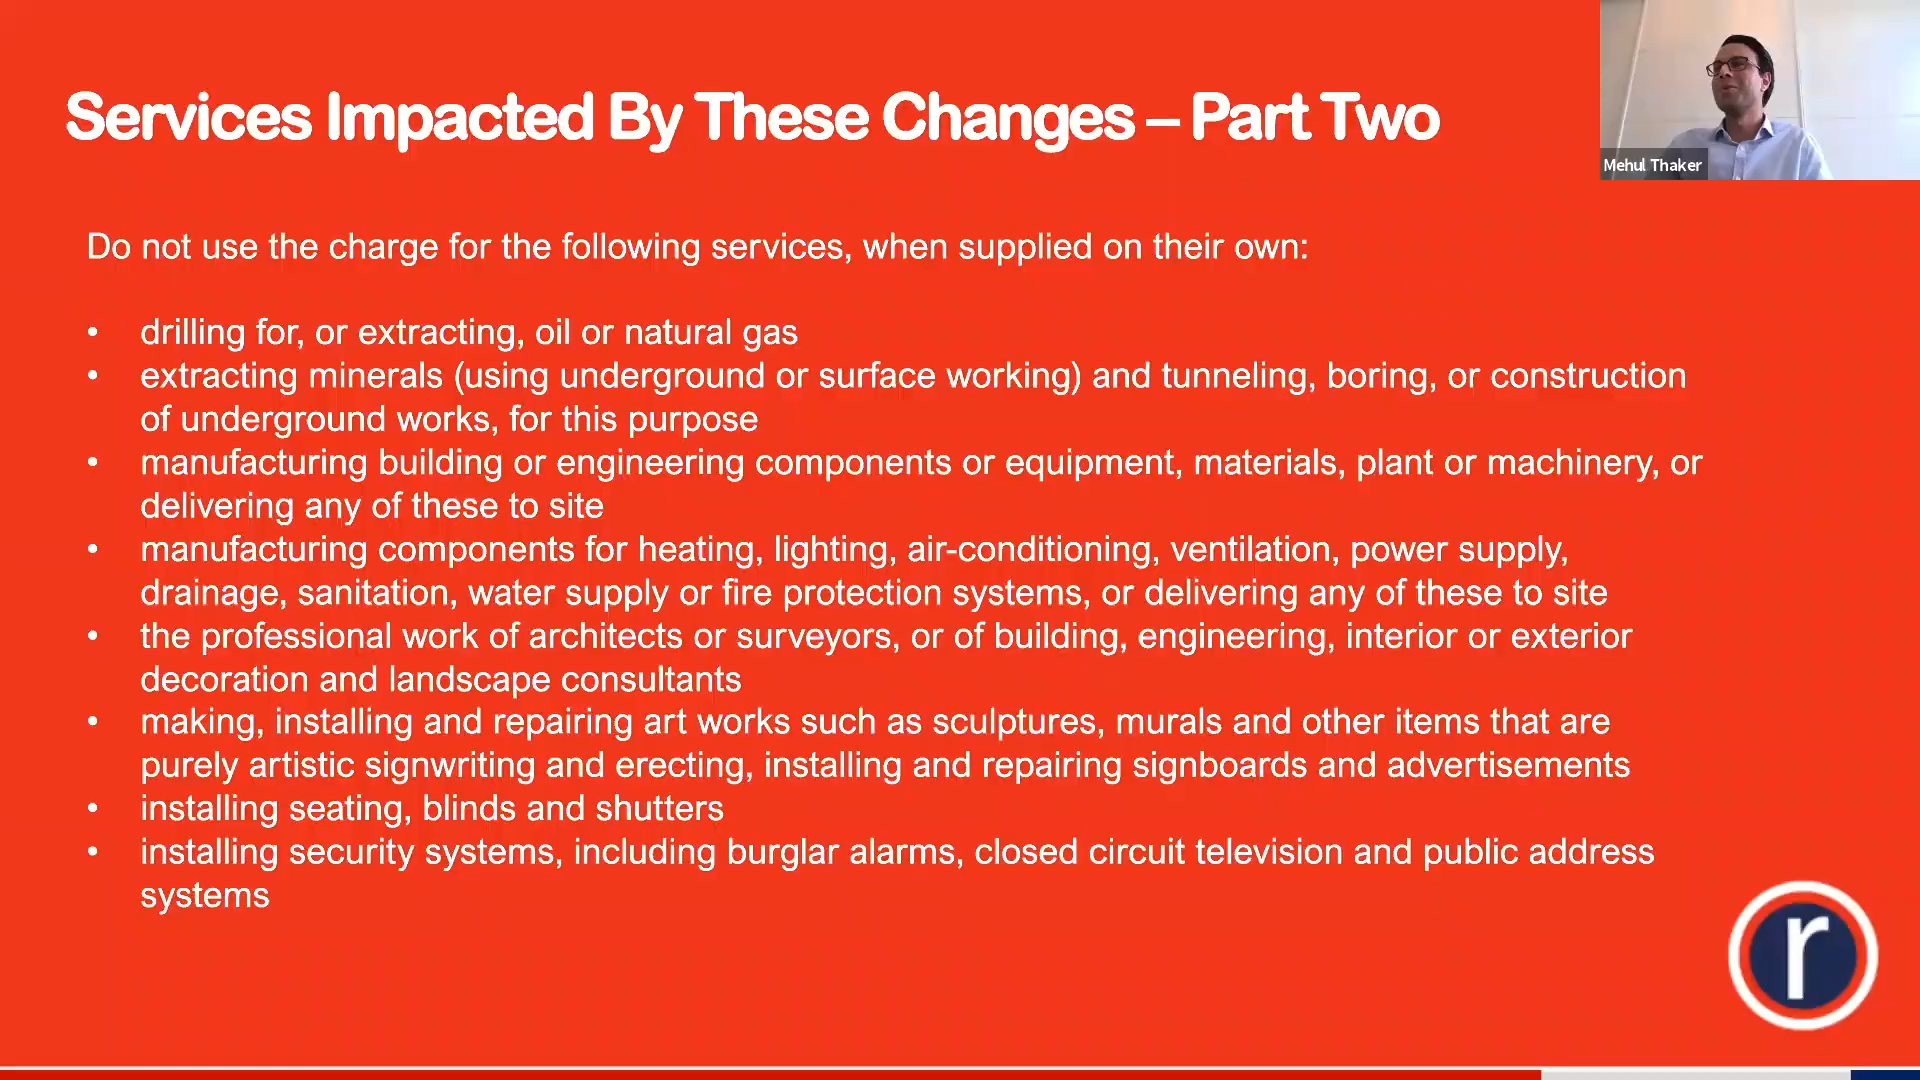 Services Impacted By These Changes – Part Two
Mehul Thaker
Do not use the charge for the following services, when supplied on their own:
• drilling for, or extracting, oil or natural gas
• extracting minerals (using underground or surface working) and tunneling, boring, or construction
of underground works, for this purpose
• manufacturing building or engineering components or equipment, materials, plant or machinery, or
delivering any of these to site
• manufacturing components for heating, lighting, air-conditioning, ventilation, power supply,
drainage, sanitation, water supply or fire protection systems, or delivering any of these to site
• the professional work of architects or surveyors, or of building, engineering, interior or exterior
decoration and landscape consultants
• making, installing and repairing art works such as sculptures, murals and other items that are
purely artistic signwriting and erecting, installing and repairing signboards and advertisements
• installing seating, blinds and shutters
• installing security systems, including burglar alarms, closed circuit television and public address
systems
r